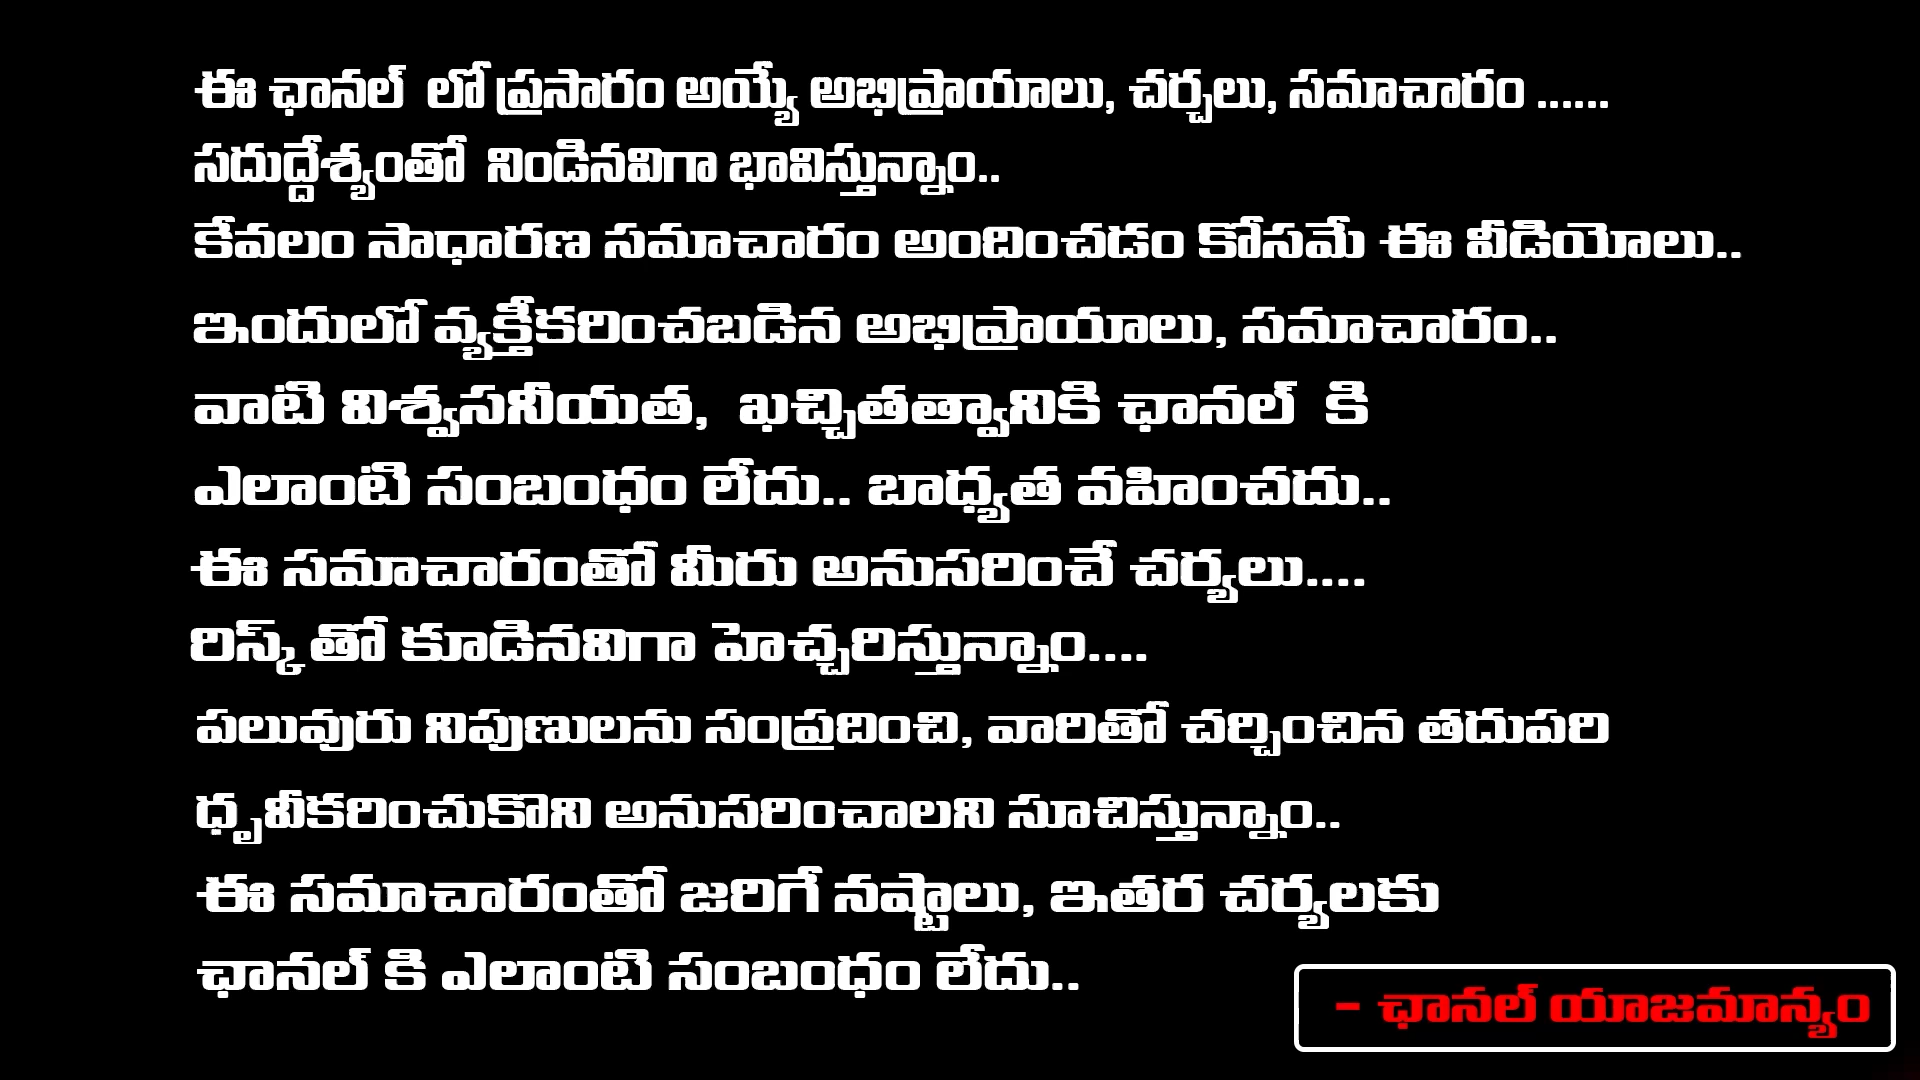 ఈ ఛానల్ లో ప్రసారం అయ్యే అభిప్రాయాలు, చర్చలు, సమాచారం ......
సదుద్దేశ్యంతో నిండినవిగా భావిస్తున్నాం..
కేవలం సాధారణ సమాచారం అందించడం కోసమే ఈ వీడియోలు..
ఇందులో వ్యక్తీకరించబడిన అభిప్రాయాలు, సమాచారం..
వాటి విశ్వసనీయత, ఖచ్చితత్వానికి ఛానల్ కి
ఎలాంటి సంబంధం లేదు.. బాధ్యత వహించదు..
ఈ సమాచారంతో మీరు అనుసరించే చర్యలు....
రిస్క్ తో కూడినవిగా హెచ్చరిస్తున్నాం....
పలువురు నిపుణులను సంప్రదించి, వారితో చర్చించిన తదుపరి
ధృవీకరించుకొని అనుసరించాలని సూచిస్తున్నాం..
ఈ సమాచారంతో జరిగే నష్టాలు, ఇతర చర్యలకు
ఛానల్ కి ఎలాంటి సంబంధం లేదు..
- ఛానల్ యాజమాన్యం